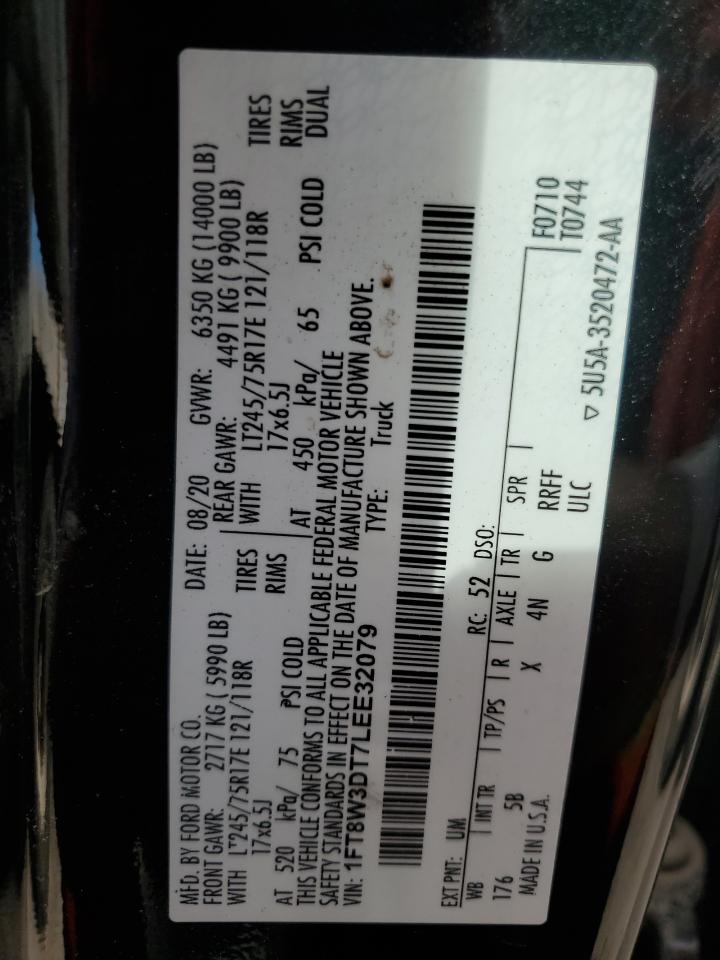 MFD. BY FORD MOTOR CO. DATE: 08/20 GVWR: 6350 KG (14000 LB)
FRONT GAWR: 2717 KG ( 5990 LB) REAR GAWR: 4491 KG ( 9900 LB)
WITH LT245/75R17E 121/118R TIRES WITH LT245/75R17E 121/118R TIRES
17x6.5J RIMS 17x6.5J RIMS
AT 520 kPa/ 75 PSI COLD AT 450 kPa/ 65 PSI COLD DUAL
THIS VEHICLE CONFORMS TO ALL APPLICABLE FEDERAL MOTOR VEHICLE
SAFETY STANDARDS IN EFFECT ON THE DATE OF MANUFACTURE SHOWN ABOVE.
VIN: 1FT8W3DT7LEE32079 TYPE: Truck
EXT PNT: UM RC: 52 DSO:
WB INT TR TP/PS R AXLE TR SPR F0710
176 5B X 4N G RRFF T0744
MADE IN U.S.A. ULC
▽ 5U5A-3520472-AA